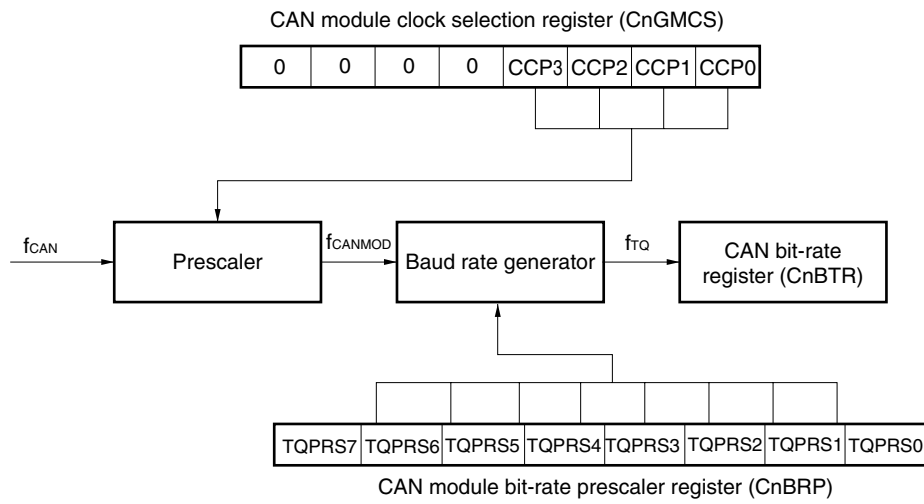 CAN module clock selection register (CnGMCS)
0 0 0 0 CCP3 CCP2 CCP1 CCP0
fCAN Prescaler fCANMOD Baud rate generator fTQ CAN bit-rate
register (CnBTR)
TQPRS7 TQPRS6 TQPRS5 TQPRS4 TQPRS3 TQPRS2 TQPRS1 TQPRS0
CAN module bit-rate prescaler register (CnBRP)